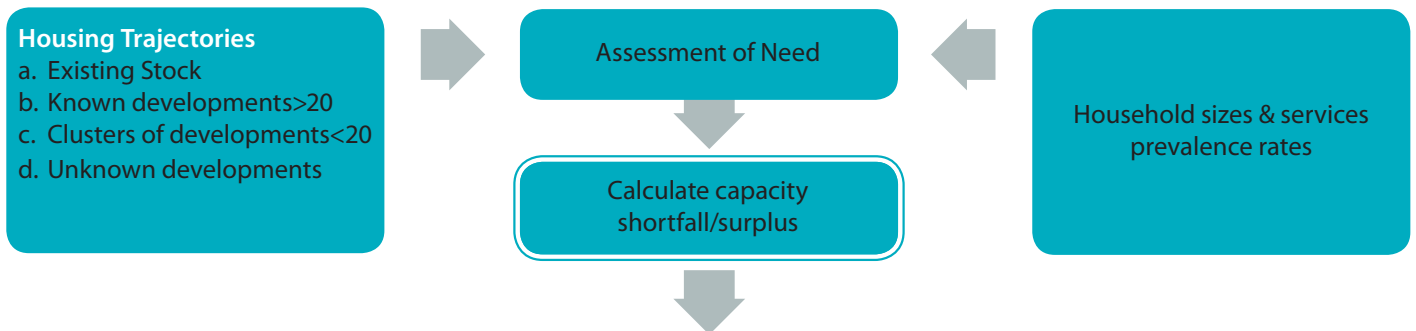 Housing Trajectories
a. Existing Stock
b. Known developments>20
c. Clusters of developments<20
d. Unknown developments
Assessment of Need
Calculate capacity
shortfall/surplus
Household sizes & services
prevalence rates